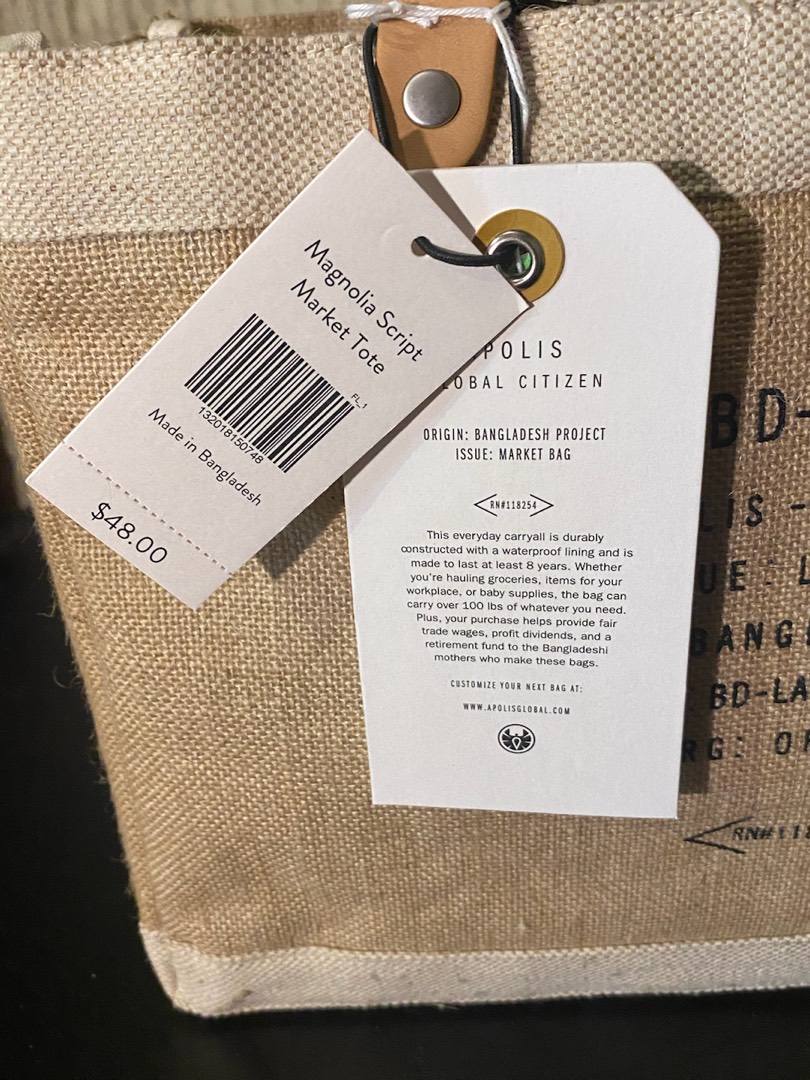 Magnolia Script
Market Tote
FL_1
132018150748
Made in Bangladesh
$48.00
POLIS
OBAL CITIZEN
ORIGIN: BANGLADESH PROJECT
ISSUE: MARKET BAG
RN#118254
This everyday carryall is durably
constructed with a waterproof lining and is
made to last at least 8 years. Whether
you're hauling groceries, items for your
workplace, or baby supplies, the bag can
carry over 100 lbs of whatever you need.
Plus, your purchase helps provide fair
trade wages, profit dividends, and a
retirement fund to the Bangladeshi
mothers who make these bags.
CUSTOMIZE YOUR NEXT BAG AT:
WWW.APOLISGLOBAL.COM
BD-
LIS -
UE: L
BANGL
BD-LA
RG: OF
RN#118